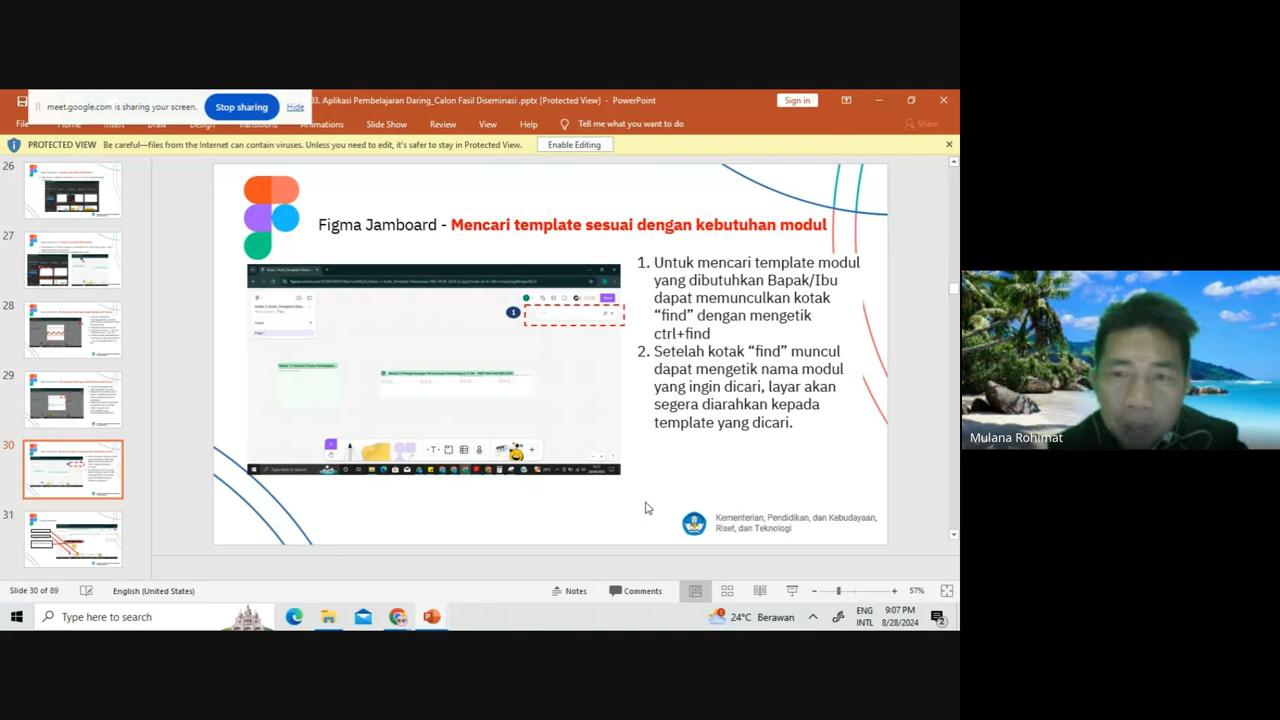 meet.google.com is sharing your screen.
Stop sharing
Hide
03. Aplikasi Pembelajaran Daring_Calon Fasil Diseminasi .pptx [Protected View] - PowerPoint
Sign in
File Home Insert Draw Design Transitions Animations Slide Show Review View Help Tell me what you want to do
Share
PROTECTED VIEW Be careful—files from the Internet can contain viruses. Unless you need to edit, it's safer to stay in Protected View.
Enable Editing
26
27
28
29
30
31
Figma Jamboard - Mencari template sesuai dengan kebutuhan modul
1
1. Untuk mencari template modul
yang dibutuhkan Bapak/Ibu
dapat memunculkan kotak
“find” dengan mengetik
ctrl+find
2. Setelah kotak “find” muncul
dapat mengetik nama modul
yang ingin dicari, layar akan
segera diarahkan kepada
template yang dicari.
Kementerian, Pendidikan, dan Kebudayaan,
Riset, dan Teknologi
Mulana Rohimat
Slide 30 of 89
English (United States)
Notes
Comments
57%
Type here to search
24°C Berawan
ENG
INTL
9:07 PM
8/28/2024
2